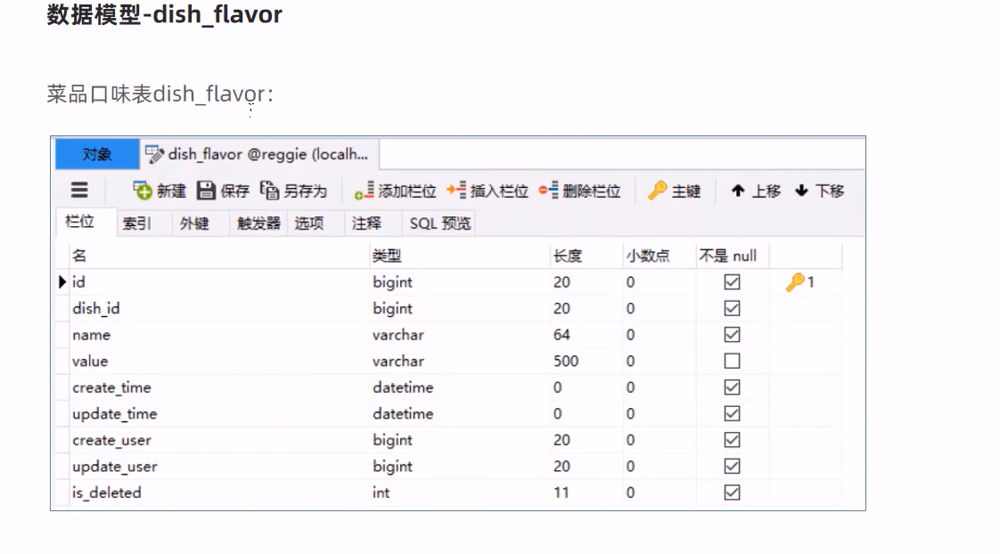 数据模型-dish_flavor
菜品口味表dish_flavor：
对象 dish_flavor @reggie (localh...
新建 保存 另存为 添加栏位 插入栏位 删除栏位 主键 上移 下移
栏位 索引 外键 触发器 选项 注释 SQL 预览
名 类型 长度 小数点 不是 null
id bigint 20 0 1
dish_id bigint 20 0
name varchar 64 0
value varchar 500 0
create_time datetime 0 0
update_time datetime 0 0
create_user bigint 20 0
update_user bigint 20 0
is_deleted int 11 0